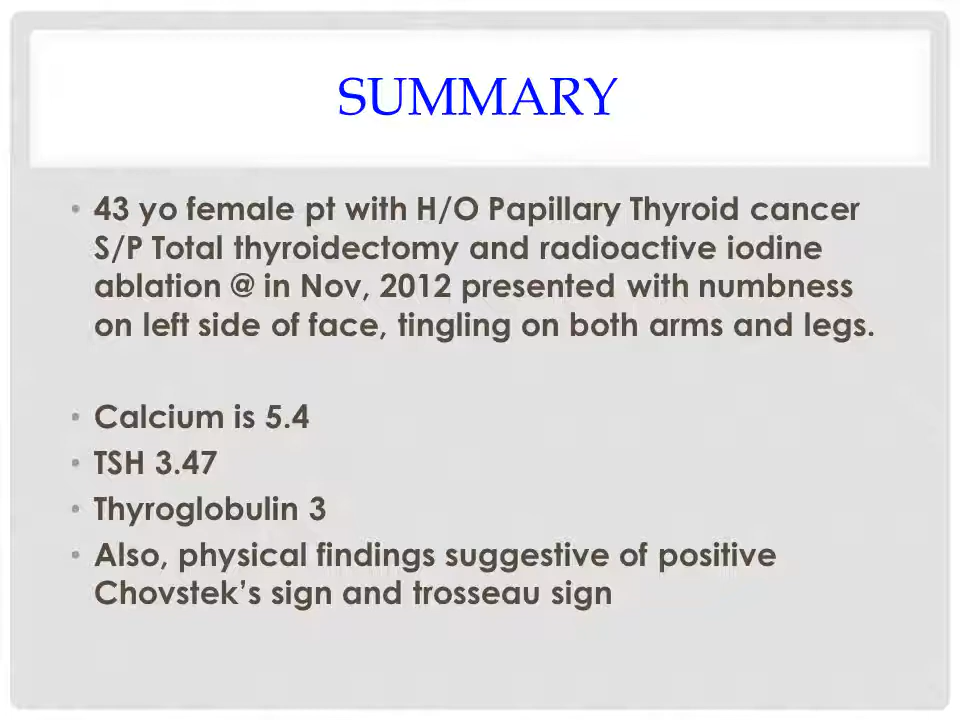 SUMMARY
• 43 yo female pt with H/O Papillary Thyroid cancer
S/P Total thyroidectomy and radioactive iodine
ablation @ in Nov, 2012 presented with numbness
on left side of face, tingling on both arms and legs.
• Calcium is 5.4
• TSH 3.47
• Thyroglobulin 3
• Also, physical findings suggestive of positive
Chovstek’s sign and trosseau sign